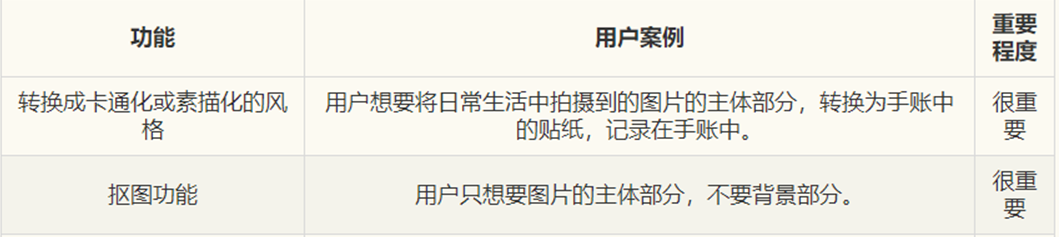 功能
用户案例
重要
程度
转换成卡通化或素描化的风
格
用户想要将日常生活中拍摄到的图片的主体部分，转换为手账中
的贴纸，记录在手账中。
很重
要
抠图功能
用户只想要图片的主体部分，不要背景部分。
很重
要